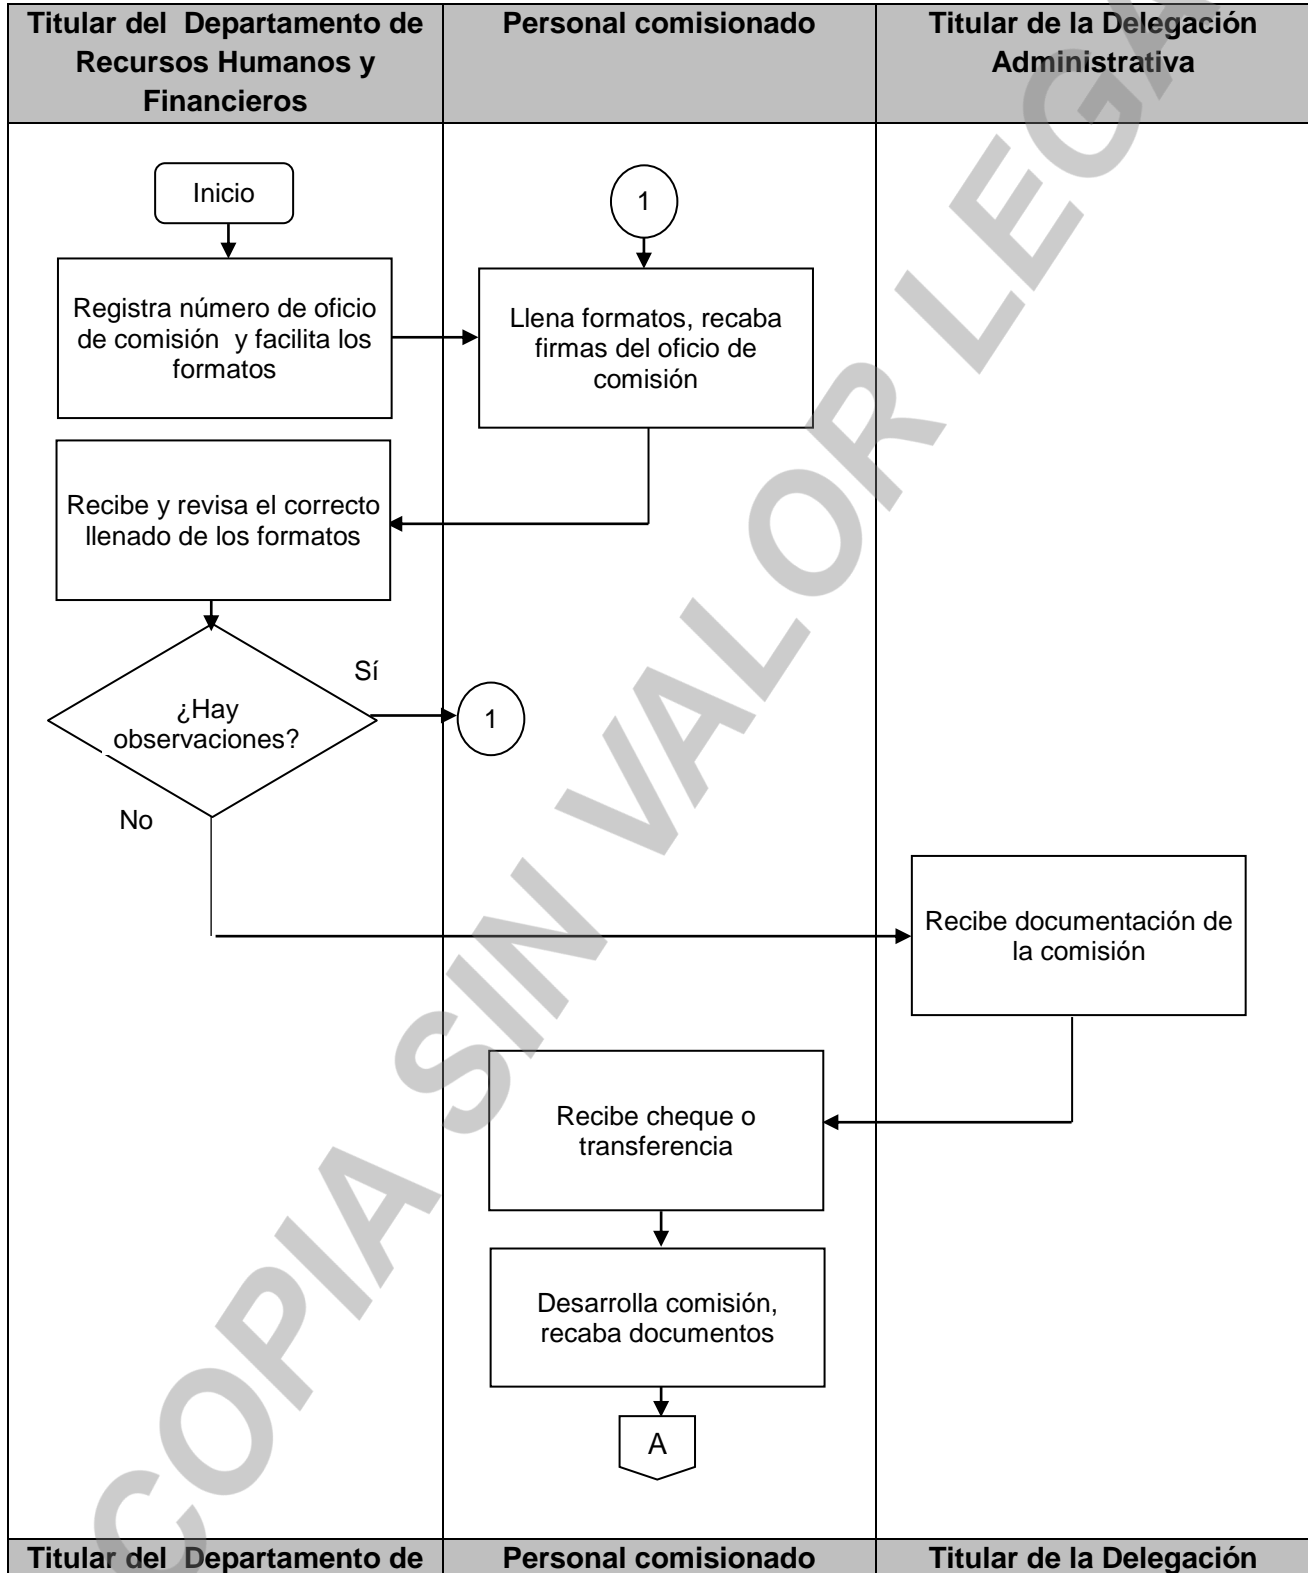 Titular del Departamento de
Recursos Humanos y
Financieros
Personal comisionado
Titular de la Delegación
Administrativa
Inicio
1
Registra número de oficio
de comisión y facilita los
formatos
Llena formatos, recaba
firmas del oficio de
comisión
Recibe y revisa el correcto
llenado de los formatos
¿Hay
observaciones?
Sí
1
No
Recibe documentación de
la comisión
Recibe cheque o
transferencia
Desarrolla comisión,
recaba documentos
A
Titular del Departamento de
Personal comisionado
Titular de la Delegación
COPIA SIN VALOR LEGA